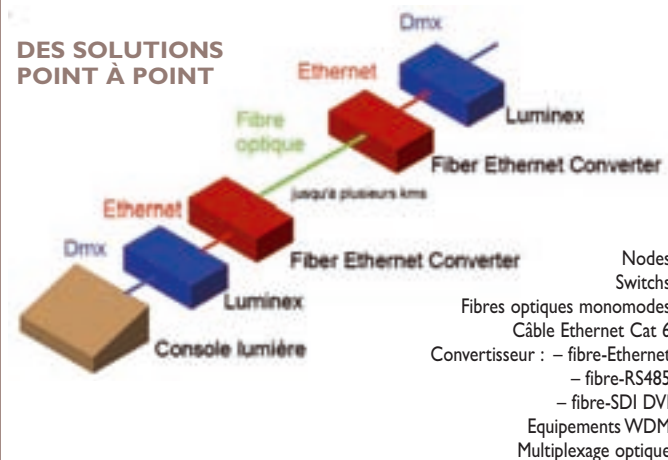 DES SOLUTIONS
POINT À POINT
Dmx
Ethernet
Luminex
Fibre
optique
Fiber Ethernet Converter
jusqu'à plusieurs kms
Ethernet
Fiber Ethernet Converter
Dmx
Luminex
Console lumière
Nodes
Switchs
Fibres optiques monomodes
Câble Ethernet Cat 6
Convertisseur : – fibre-Ethernet
– fibre-RS485
– fibre-SDI DVI
Equipements WDM
Multiplexage optique